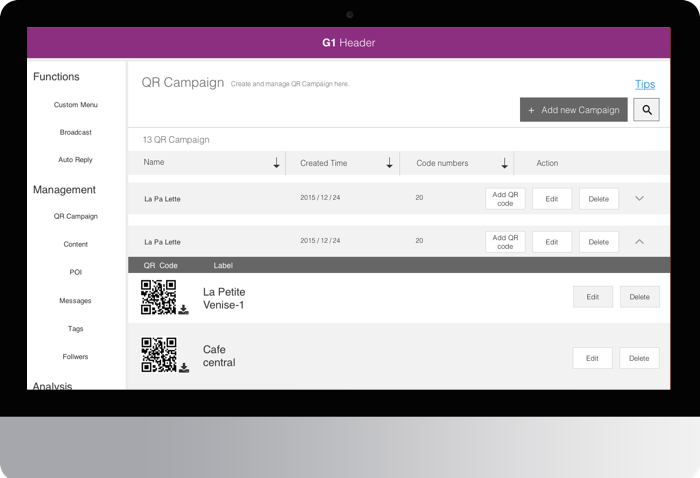 G1 Header
Functions
Custom Menu
Broadcast
Auto Reply
Management
QR Campaign
Content
POI
Messages
Tags
Follwers
Analysis
QR Campaign Create and manage QR Campaign here.
Tips
+ Add new Campaign
13 QR Campaign
Name Created Time Code numbers Action
La Pa Lette 2015 / 12 / 24 20 Add QR code Edit Delete
La Pa Lette 2015 / 12 / 24 20 Add QR code Edit Delete
QR Code Label
La Petite
Venise-1
Edit Delete
Cafe
central
Edit Delete